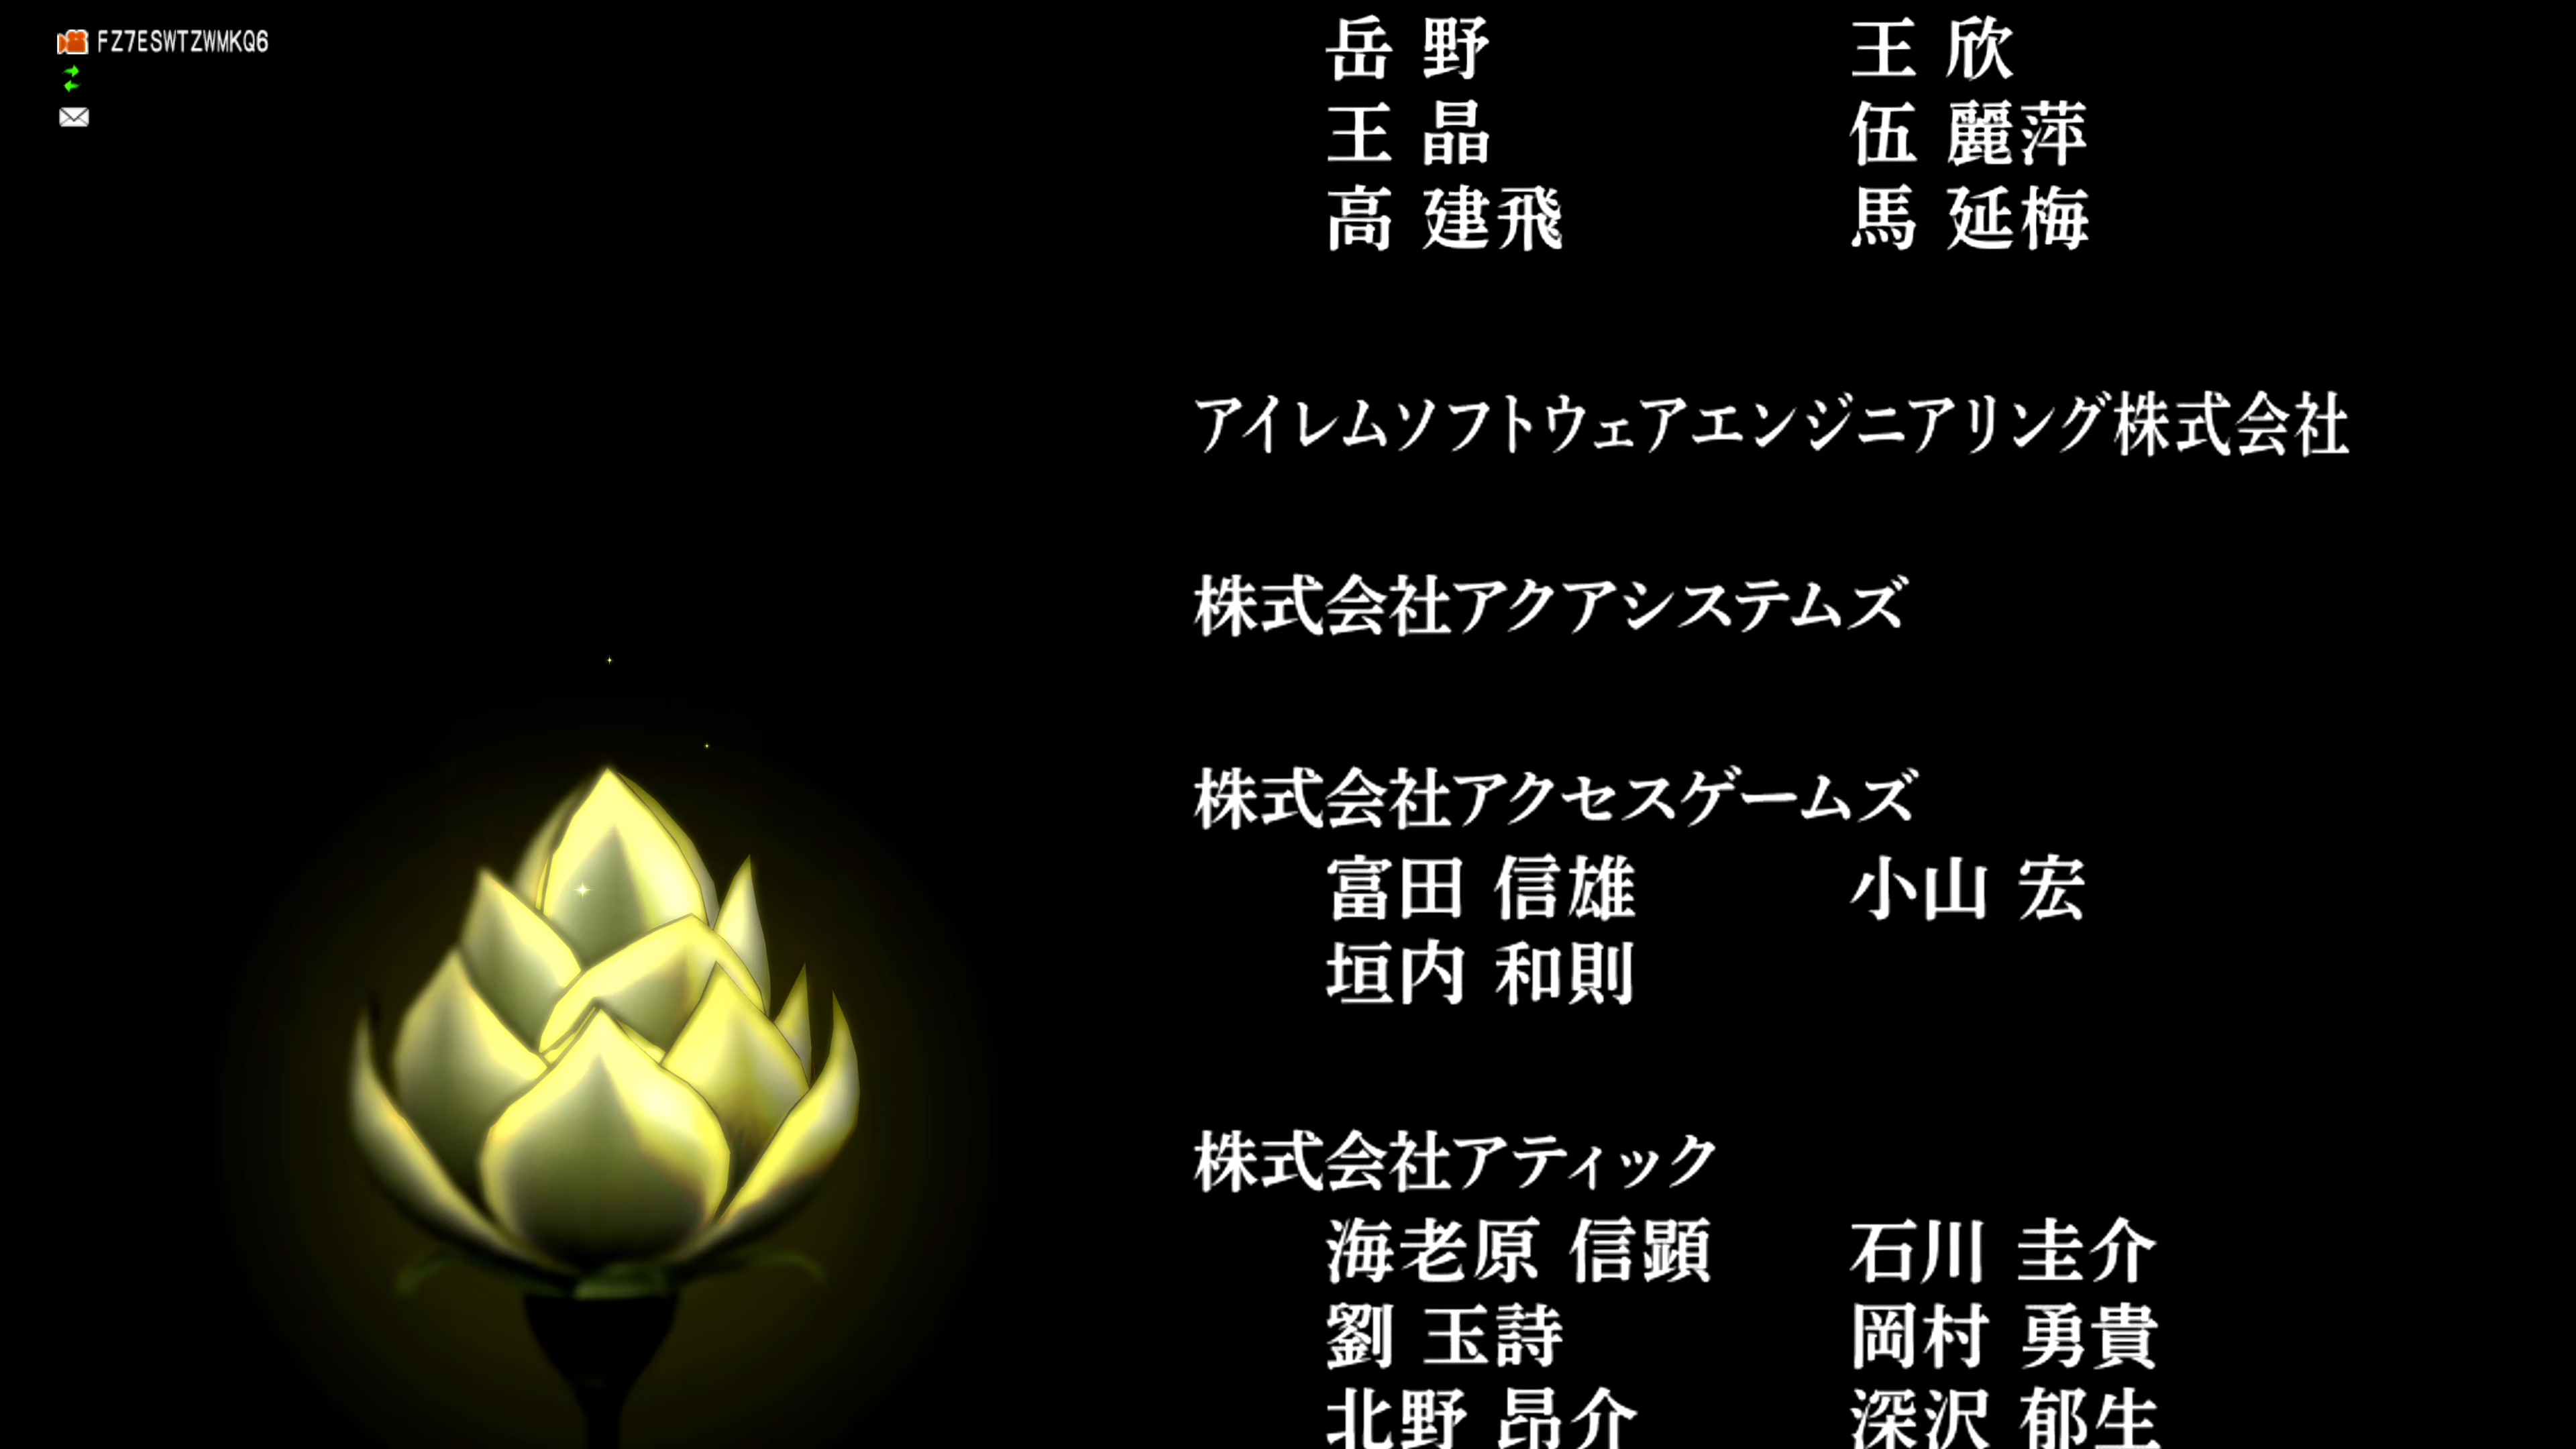 FZ7ESWTZWMKQ6
岳 野 王 欣
王 晶 伍 麗萍
高 建飛 馬 延梅
アイレムソフトウェアエンジニアリング株式会社
株式会社アクアシステムズ
株式会社アクセスゲームズ
富田 信雄 小山 宏
垣内 和則
株式会社アティック
海老原 信顕 石川 圭介
劉 玉詩 岡村 勇貴
北野 昂介 深沢 郁生